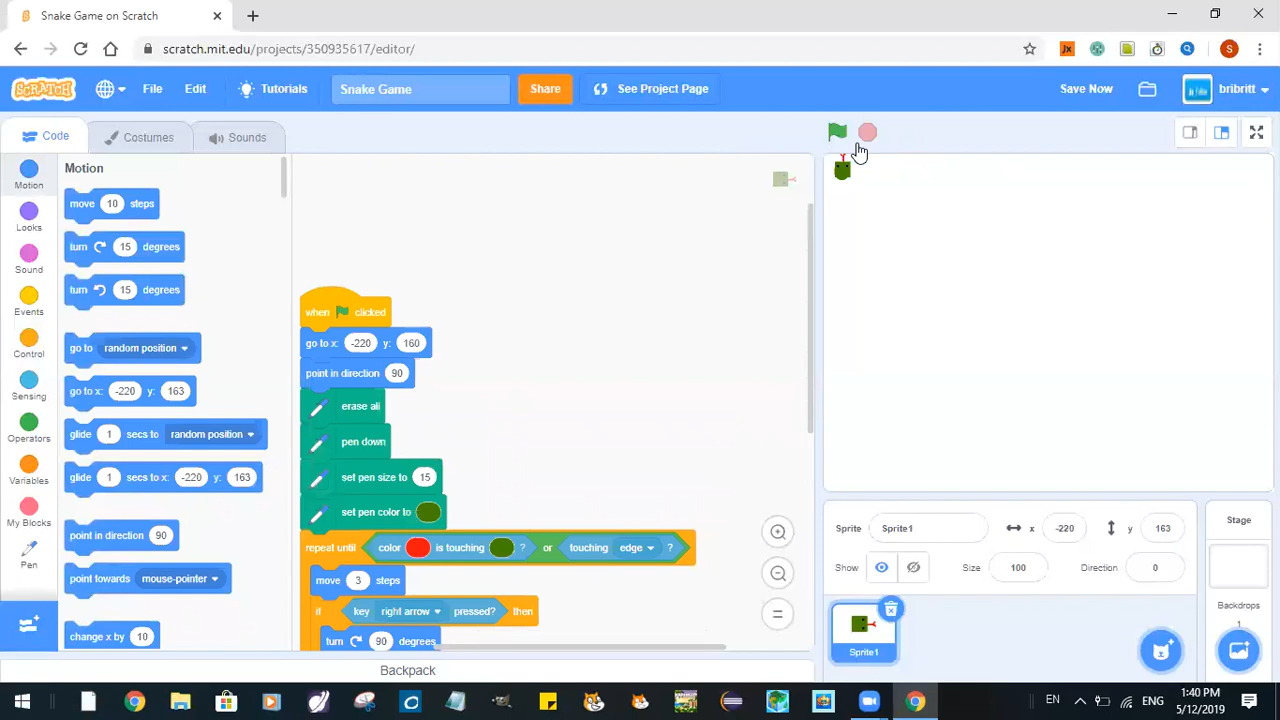 Snake Game on Scratch
scratch.mit.edu/projects/350935617/editor/
Jx
S
SCRATCH
File
Edit
Tutorials
Snake Game
Share
See Project Page
Save Now
bribritt
Code
Costumes
Sounds
Motion
Looks
Sound
Events
Control
Sensing
Operators
Variables
My Blocks
Pen
Motion
move 10 steps
turn 15 degrees
turn 15 degrees
go to random position
go to x: -220 y: 163
glide 1 secs to random position
glide 1 secs to x: -220 y: 163
point in direction 90
point towards mouse-pointer
change x by 10
when clicked
go to x: -220 y: 160
point in direction 90
erase all
pen down
set pen size to 15
set pen color to
repeat until color is touching ? or touching edge ?
move 3 steps
if key right arrow pressed? then
turn 90 degrees
Backpack
Sprite Sprite1 x -220 y 163
Show Size 100 Direction 0
Sprite1
Stage
Backdrops
1
EN
ENG
1:40 PM
5/12/2019